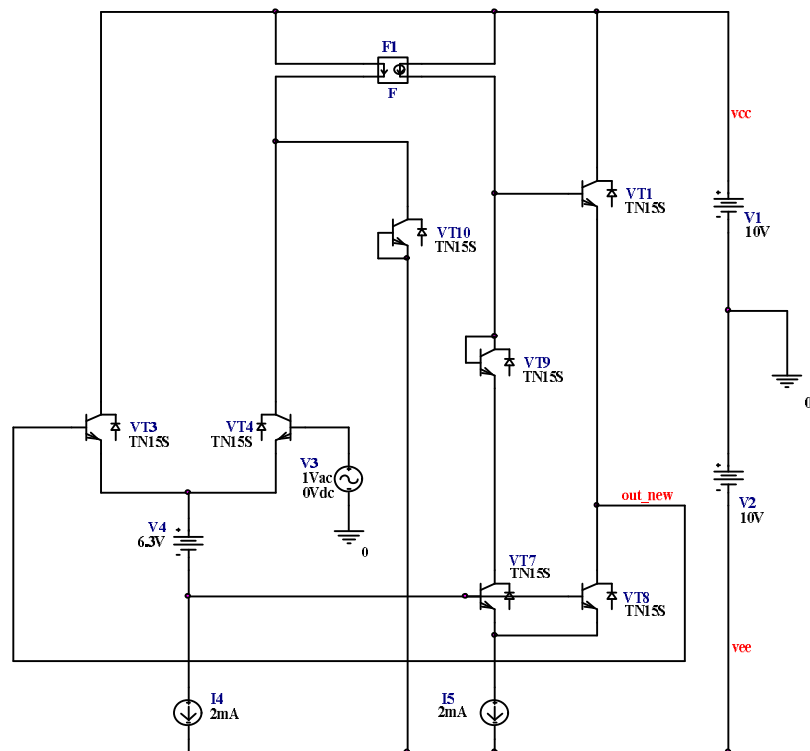 F1
F
vcc
VT1
TN15S
V1
10V
VT10
TN15S
VT9
TN15S
0
VT3
TN15S
VT4
TN15S
V3
1Vac
0Vdc
0
V4
6.3V
out_new
V2
10V
VT7
TN15S
VT8
TN15S
vee
I4
2mA
I5
2mA